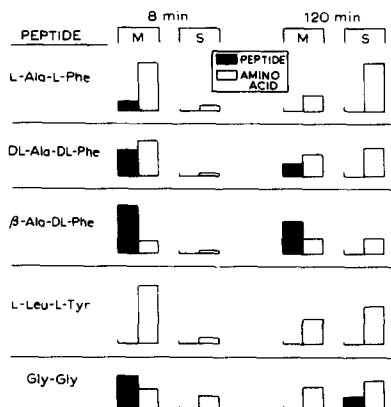 8 min 120 min
PEPTIDE M S M S
PEPTIDE
AMINO
ACID
L-Ala-L-Phe
DL-Ala-DL-Phe
β-Ala-DL-Phe
L-Leu-L-Tyr
Gly-Gly